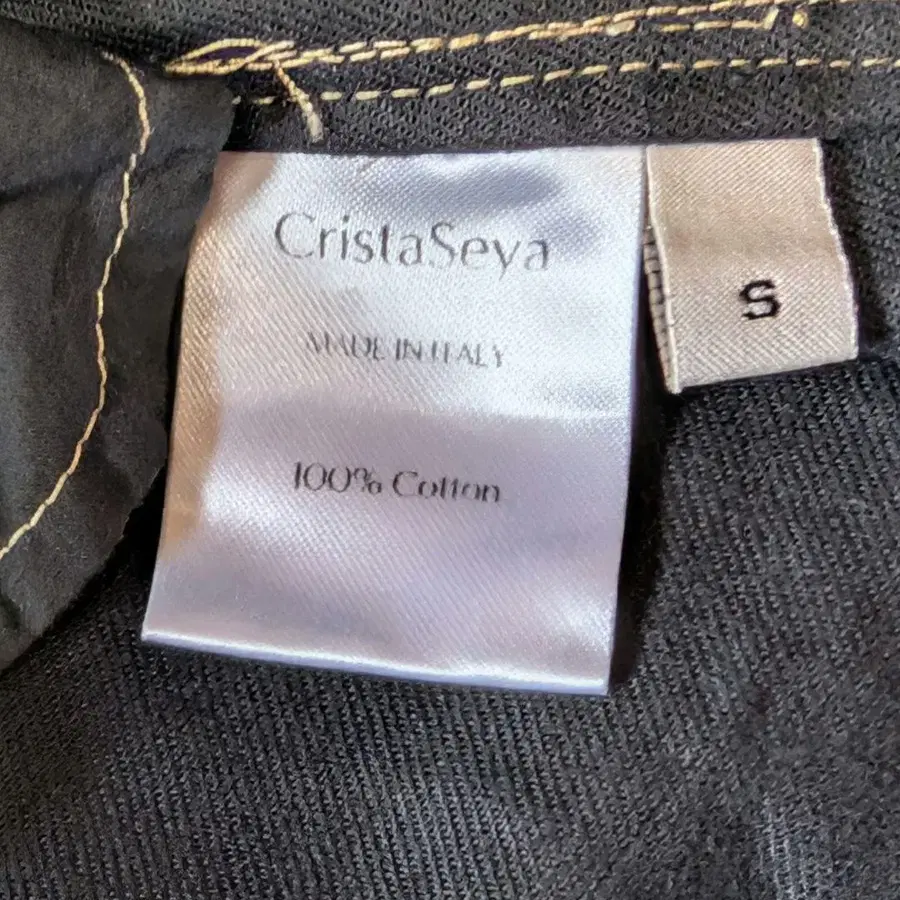 CristaSeya
MADE IN ITALY
100% Cotton
S